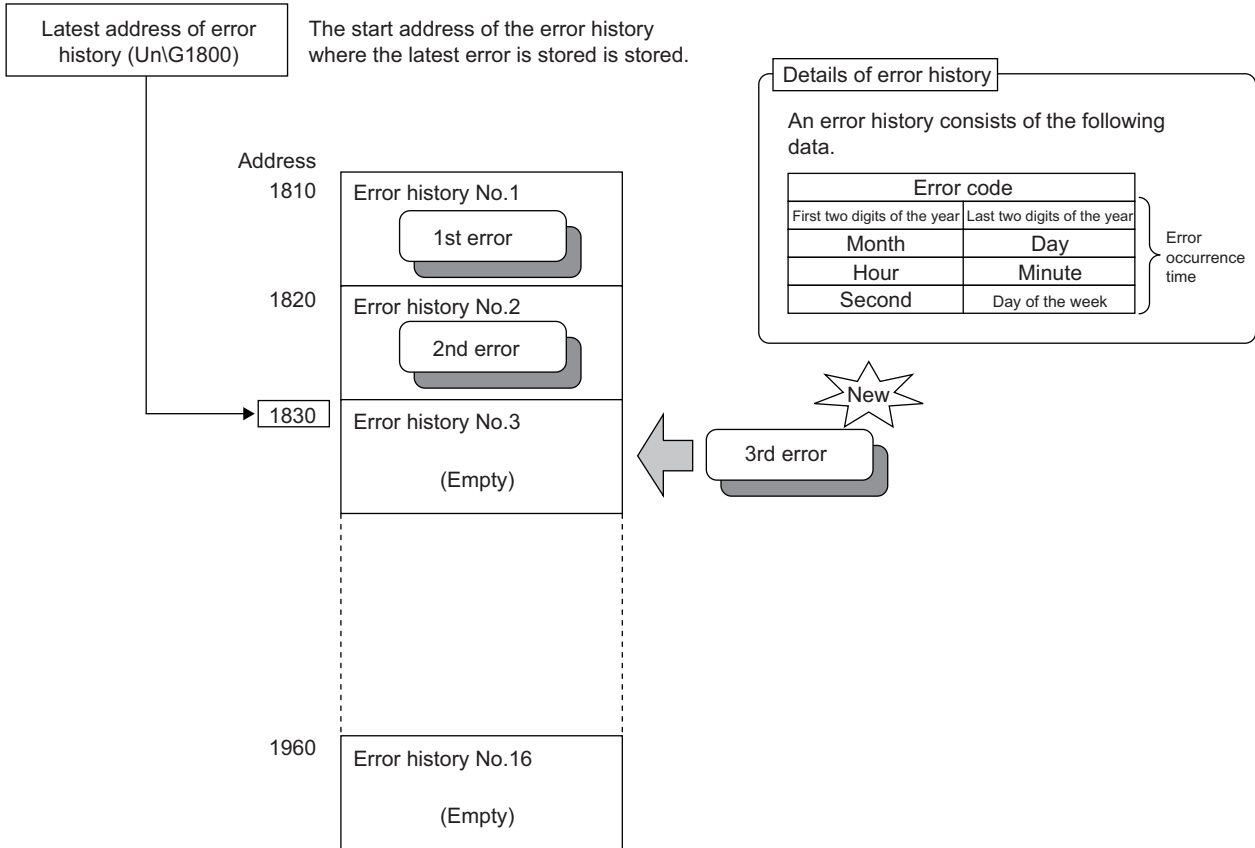 Latest address of error
history (Un\G1800)
The start address of the error history
where the latest error is stored is stored.
Details of error history
An error history consists of the following
data.
Error code
First two digits of the year
Last two digits of the year
Month
Day
Hour
Minute
Second
Day of the week
Error
occurrence
time
Address
1810
Error history No.1
1st error
1820
Error history No.2
2nd error
New
1830
Error history No.3
(Empty)
3rd error
1960
Error history No.16
(Empty)